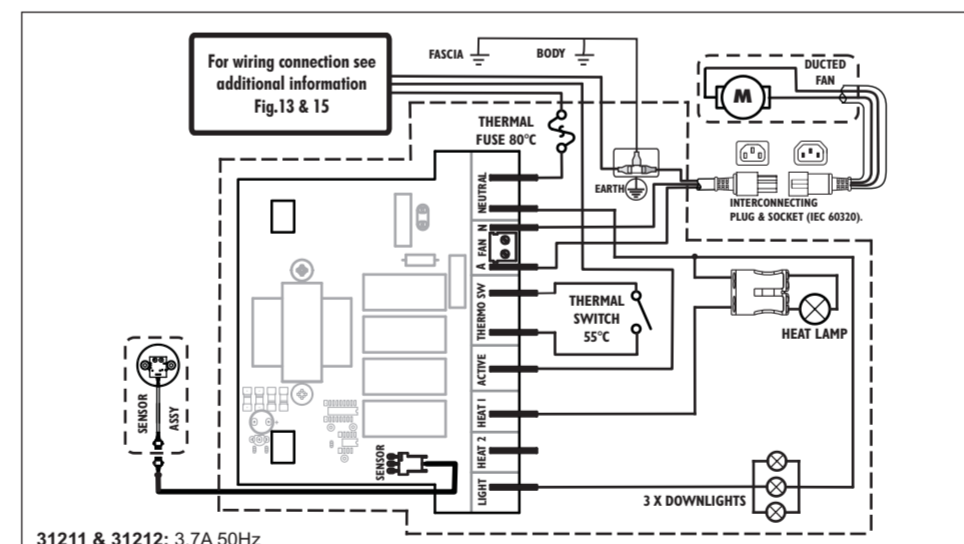 For wiring connection see
additional information
Fig.13 & 15
FASCIA
BODY
DUCTED
FAN
M
THERMAL
FUSE 80°C
EARTH
INTERCONNECTING
PLUG & SOCKET (IEC 60320).
NEUTRAL
N
FAN
A
THERMO SW
THERMAL
SWITCH
55°C
HEAT LAMP
ACTIVE
HEAT 1
HEAT 2
LIGHT
SENSOR
SENSOR
ASSY
3 X DOWNLIGHTS
31211 & 31212: 3.7A 50Hz